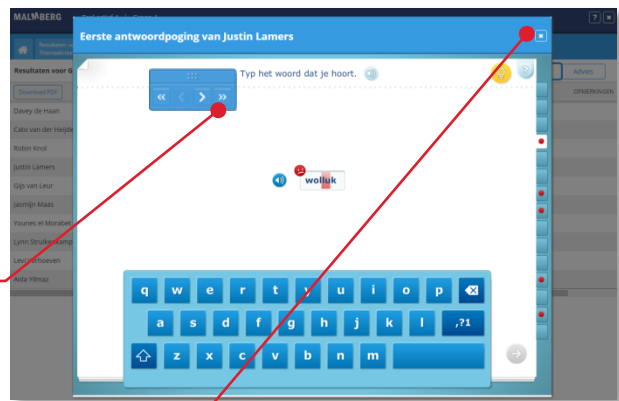 MALMBERG
Eerste antwoordpoging van Justin Lamers
Resultaten voor G
Advies
Typ het woord dat je hoort.
Download PDF
OPMERKINGEN
Davey de Haan
Cato van der Heijde
Robin Knol
Justin Lamers
Gijs van Leur
Jasmijn Maas
Younes el Morabet
Lynn Struikenkamp
Levi Verhoeven
Aida Yilmaz
wolluk
q w e r t y u i o p
a s d f g h j k l ,?1
z x c v b n m